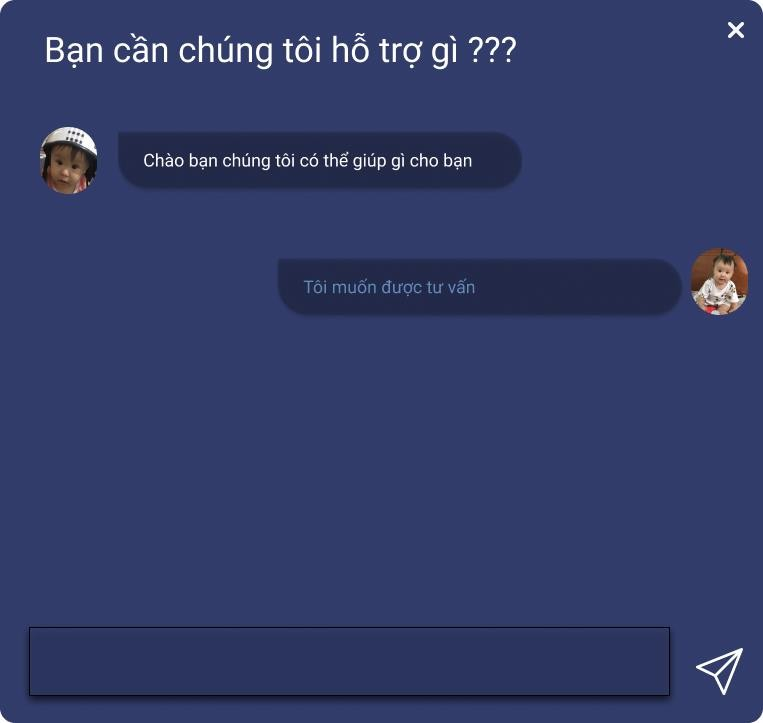 Bạn cần chúng tôi hỗ trợ gì ???
Chào bạn chúng tôi có thể giúp gì cho bạn
Tôi muốn được tư vấn